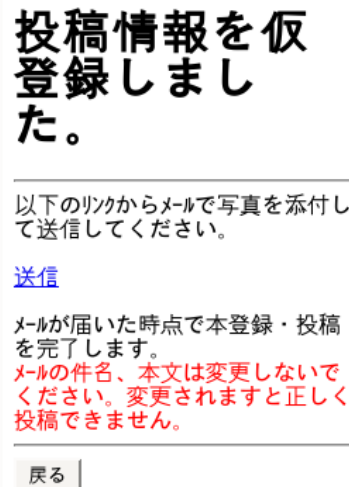 投稿情報を仮
登録しまし
た。
以下のﾘﾝｸからﾒｰﾙで写真を添付し
て送信してください。
送信
ﾒｰﾙが届いた時点で本登録・投稿
を完了します。
ﾒｰﾙの件名、本文は変更しないで
ください。変更されますと正しく
投稿できません。
戻る